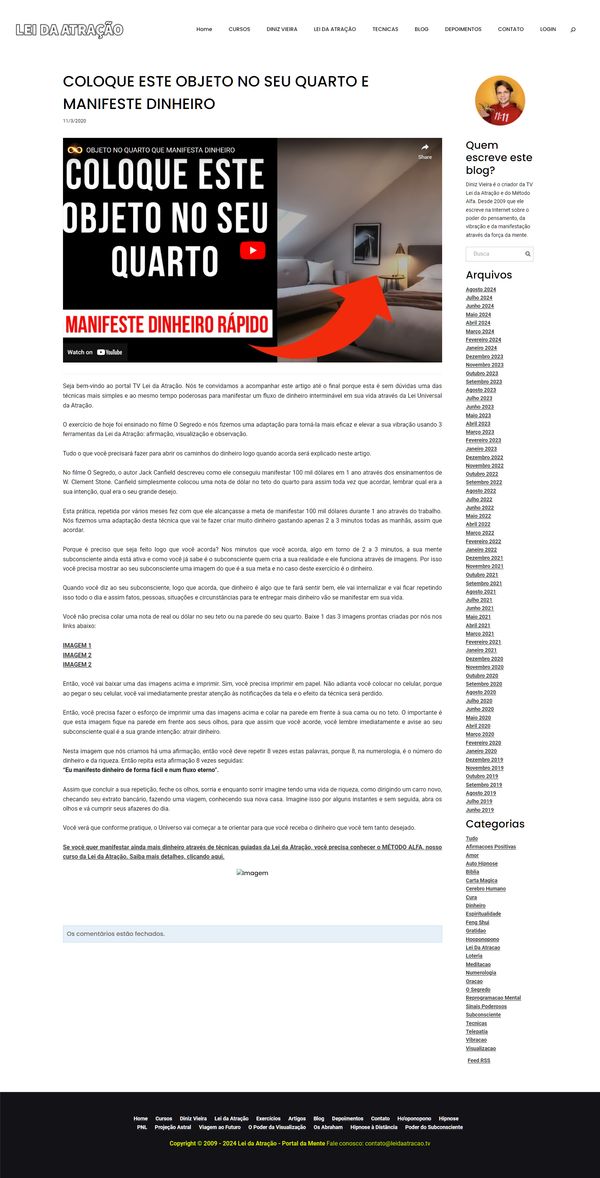 LEI DA ATRAÇÃO
Home CURSOS DINIZ VIEIRA LEI DA ATRAÇÃO TECNICAS BLOG DEPOIMENTOS CONTATO LOGIN
COLOQUE ESTE OBJETO NO SEU QUARTO E
MANIFESTE DINHEIRO
11/3/2020
OBJETO NO QUARTO QUE MANIFESTA DINHEIRO
Share
COLOQUE ESTE
OBJETO NO SEU
QUARTO
MANIFESTE DINHEIRO RÁPIDO
Watch on YouTube
Seja bem-vindo ao portal TV Lei da Atração. Nós te convidamos a acompanhar este artigo até o final porque esta é sem dúvidas uma das
técnicas mais simples e ao mesmo tempo poderosas para manifestar um fluxo de dinheiro interminável em sua vida através da Lei Universal
da Atração.
O exercício de hoje foi ensinado no filme O Segredo e nós fizemos uma adaptação para torná-la mais eficaz e elevar a sua vibração usando 3
ferramentas da Lei da Atração: afirmação, visualização e observação.
Tudo o que você precisará fazer para abrir os caminhos do dinheiro logo quando acorda será explicado neste artigo.
No filme O Segredo, o autor Jack Canfield descreveu como ele conseguiu manifestar 100 mil dólares em 1 ano através dos ensinamentos de
W. Clement Stone. Canfield simplesmente colocou uma nota de dólar no teto do quarto para assim toda vez que acordar, lembrar qual era a
sua intenção, qual era o seu grande desejo.
Esta prática, repetida por vários meses fez com que ele alcançasse a meta de manifestar 100 mil dólares durante 1 ano através do trabalho.
Nós fizemos uma adaptação desta técnica que vai te fazer criar muito dinheiro gastando apenas 2 a 3 minutos todas as manhãs, assim que
acordar.
Porque é preciso que seja feito logo que você acorda? Nos minutos que você acorda, algo em torno de 2 a 3 minutos, a sua mente
subconsciente ainda está ativa e como você já sabe é o subconsciente quem cria a sua realidade e ele funciona através de imagens. Por isso
você precisa mostrar ao seu subconsciente uma imagem do que é a sua meta e no caso deste exercício é o dinheiro.
Quando você diz ao seu subconsciente, logo que acorda, que dinheiro é algo que te fará sentir bem, ele vai internalizar e vai ficar repetindo
isso todo o dia e assim fatos, pessoas, situações e circunstâncias para te entregar mais dinheiro vão se manifestar em sua vida.
Você não precisa colar uma nota de real ou dólar no seu teto ou na parede do seu quarto. Baixe 1 das 3 imagens prontas criadas por nós nos
links abaixo:
IMAGEM 1
IMAGEM 2
IMAGEM 2
Então, você vai baixar uma das imagens acima e imprimir. Sim, você precisa imprimir em papel. Não adianta você colocar no celular, porque
ao pegar o seu celular, você vai imediatamente prestar atenção às notificações da tela e o efeito da técnica será perdido.
Então, você precisa fazer o esforço de imprimir uma das imagens acima e colar na parede em frente à sua cama ou no teto. O importante é
que esta imagem fique na parede em frente aos seus olhos, para que assim que você acorde, você lembre imediatamente e avise ao seu
subconsciente qual é a sua grande intenção: atrair dinheiro.
Nesta imagem que nós criamos há uma afirmação, então você deve repetir 8 vezes estas palavras, porque 8, na numerologia, é o número do
dinheiro e da riqueza. Então repita esta afirmação 8 vezes seguidas:
"Eu manifesto dinheiro de forma fácil e num fluxo eterno".
Assim que concluir a sua repetição, feche os olhos, sorria e enquanto sorrir imagine tendo uma vida de riqueza, como dirigindo um carro novo,
checando seu extrato bancário, fazendo uma viagem, conhecendo sua nova casa. Imagine isso por alguns instantes e sem seguida, abra os
olhos e vá cumprir seus afazeres do dia.
Você verá que conforme pratique, o Universo vai começar a te orientar para que você receba o dinheiro que você tem tanto desejado.
Se você quer manifestar ainda mais dinheiro através de técnicas guiadas da Lei da Atração, você precisa conhecer o MÉTODO ALFA, nosso
curso da Lei da Atração. Saiba mais detalhes, clicando aqui.
Imagem
Os comentários estão fechados.
11:11
Quem
escreve este
blog?
Diniz Vieira é o criador da TV
Lei da Atração e do Método
Alfa. Desde 2009 que ele
escreve na Internet sobre o
poder do pensamento, da
vibração e da manifestação
através da força da mente.
Busca
Arquivos
Agosto 2024
Julho 2024
Junho 2024
Maio 2024
Abril 2024
Março 2024
Fevereiro 2024
Janeiro 2024
Dezembro 2023
Novembro 2023
Outubro 2023
Setembro 2023
Agosto 2023
Julho 2023
Junho 2023
Maio 2023
Abril 2023
Março 2023
Fevereiro 2023
Janeiro 2023
Dezembro 2022
Novembro 2022
Outubro 2022
Setembro 2022
Agosto 2022
Julho 2022
Junho 2022
Maio 2022
Abril 2022
Março 2022
Fevereiro 2022
Janeiro 2022
Dezembro 2021
Novembro 2021
Outubro 2021
Setembro 2021
Agosto 2021
Julho 2021
Junho 2021
Maio 2021
Abril 2021
Março 2021
Fevereiro 2021
Janeiro 2021
Dezembro 2020
Novembro 2020
Outubro 2020
Setembro 2020
Agosto 2020
Julho 2020
Junho 2020
Maio 2020
Abril 2020
Março 2020
Fevereiro 2020
Janeiro 2020
Dezembro 2019
Novembro 2019
Outubro 2019
Setembro 2019
Agosto 2019
Julho 2019
Junho 2019
Categorias
Tudo
Afirmacoes Positivas
Amor
Auto Hipnose
Biblia
Carta Magica
Cerebro Humano
Cura
Dinheiro
Espiritualidade
Feng Shui
Gratidao
Hooponopono
Lei Da Atracao
Loteria
Meditacao
Numerologia
Oracao
O Segredo
Reprogramacao Mental
Sinais Poderosos
Subconsciente
Tecnicas
Telepatia
Vibracao
Visualizacao
Feed RSS
Home Cursos Diniz Vieira Lei da Atração Exercícios Artigos Blog Depoimentos Contato Ho'oponopono Hipnose
PNL Projeção Astral Viagem ao Futuro O Poder da Visualização Os Abraham Hipnose à Distância Poder do Subconsciente
Copyright © 2009 - 2024 Lei da Atração - Portal da Mente Fale conosco: contato@leidaatracao.tv